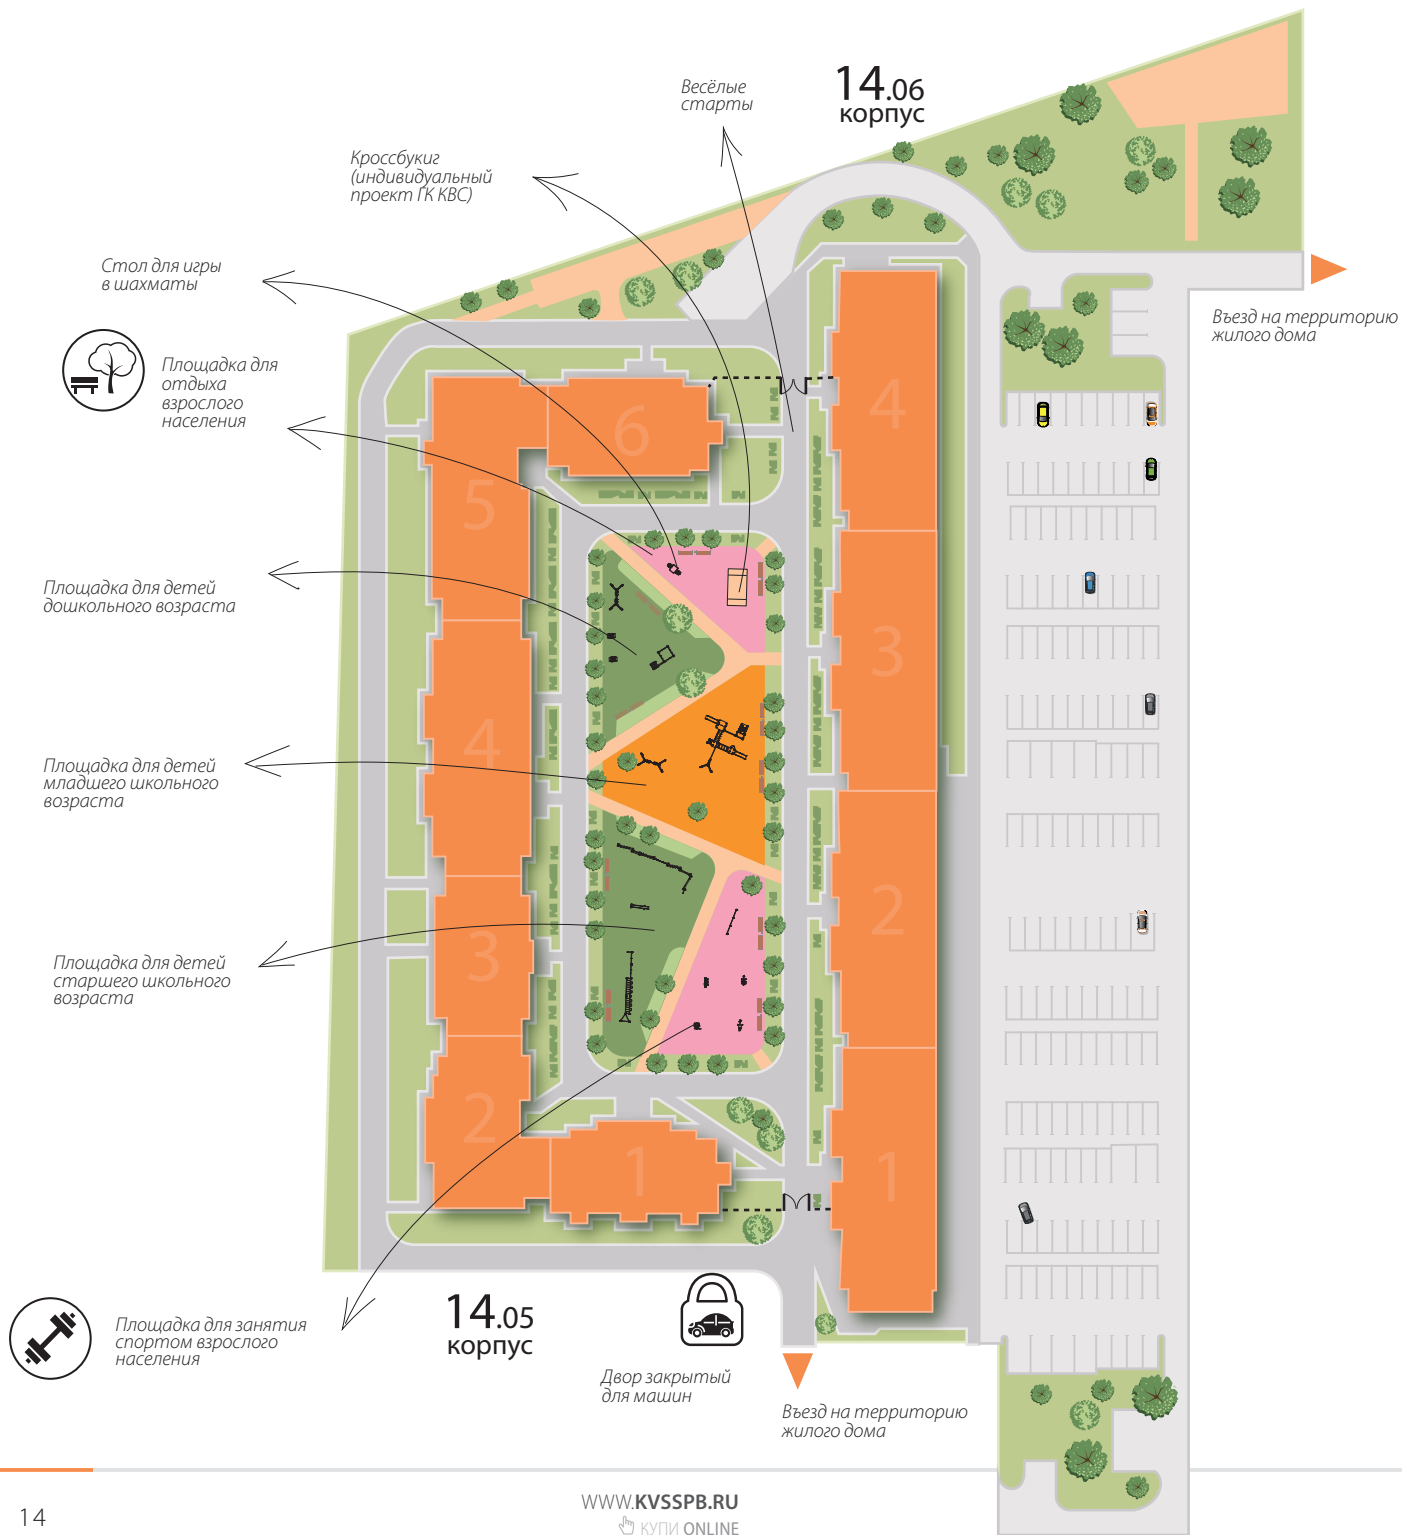 14.06
корпус
Весёлые
старты
Кроссбукиг
(индивидуальный
проект ГК КВС)
Стол для игры
в шахматы
Въезд на территорию
жилого дома
Площадка для
отдыха
взрослого
населения
Площадка для детей
дошкольного возраста
Площадка для детей
младшего школьного
возраста
Площадка для детей
старшего школьного
возраста
6
5
4
3
2
1
4
3
2
1
Площадка для занятия
спортом взрослого
населения
14.05
корпус
Двор закрытый
для машин
Въезд на территорию
жилого дома
14
WWW.KVSSPB.RU
КУПИ ONLINE